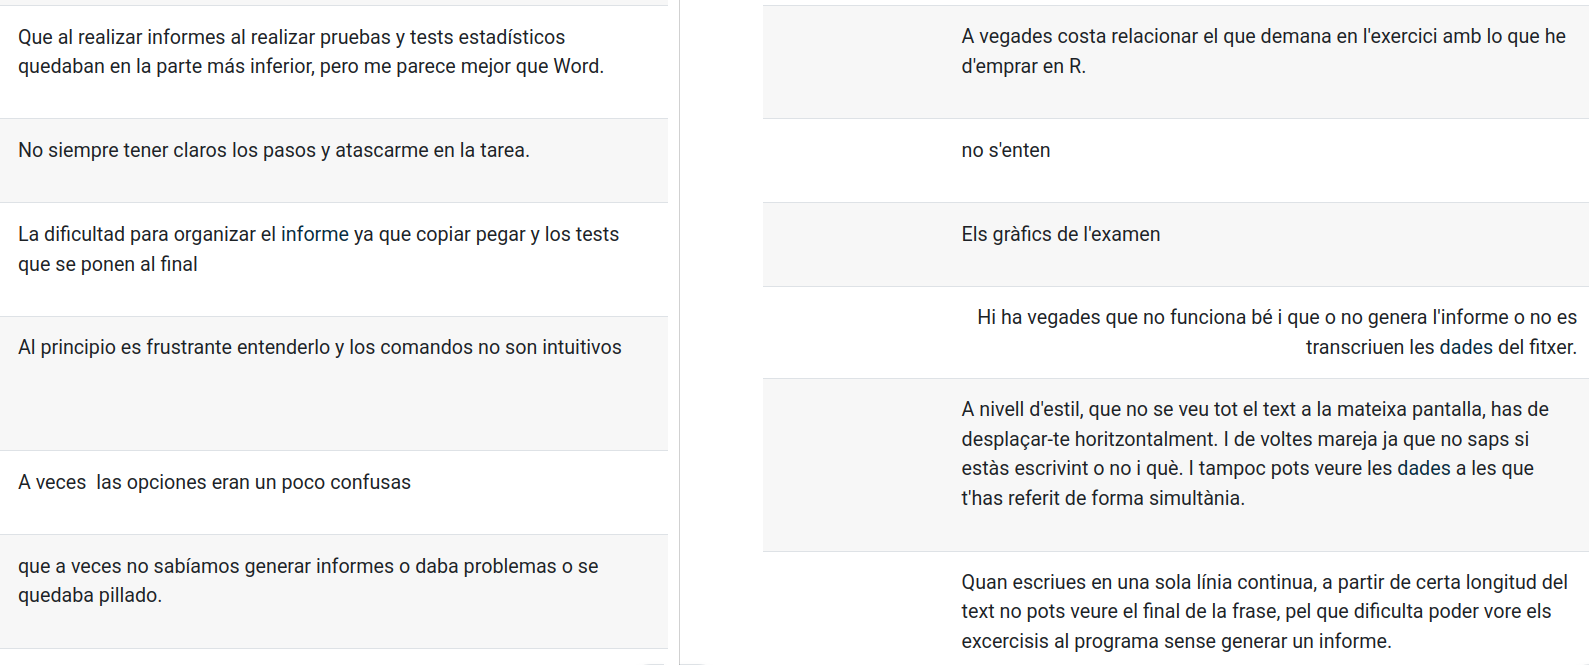 Que al realizar informes al realizar pruebas y tests estadísticos
quedaban en la parte más inferior, pero me parece mejor que Word.
No siempre tener claros los pasos y atascarme en la tarea.
La dificultad para organizar el informe ya que copiar pegar y los tests
que se ponen al final
Al principio es frustrante entenderlo y los comandos no son intuitivos
A veces  las opciones eran un poco confusas
que a veces no sabíamos generar informes o daba problemas o se
quedaba pillado.
A vegades costa relacionar el que demana en l'exercici amb lo que he
d'emprar en R.
no s'enten
Els gràfics de l'examen
Hi ha vegades que no funciona bé i que o no genera l'informe o no es
transcriuen les dades del fitxer.
A nivell d'estil, que no se veu tot el text a la mateixa pantalla, has de
desplaçar-te horitzontalment. I de voltes mareja ja que no saps si
estàs escrivint o no i què. I tampoc pots veure les dades a les que
t'has referit de forma simultània.
Quan escriues en una sola línia continua, a partir de certa longitud del
text no pots veure el final de la frase, pel que dificulta poder vore els
excercisis al programa sense generar un informe.